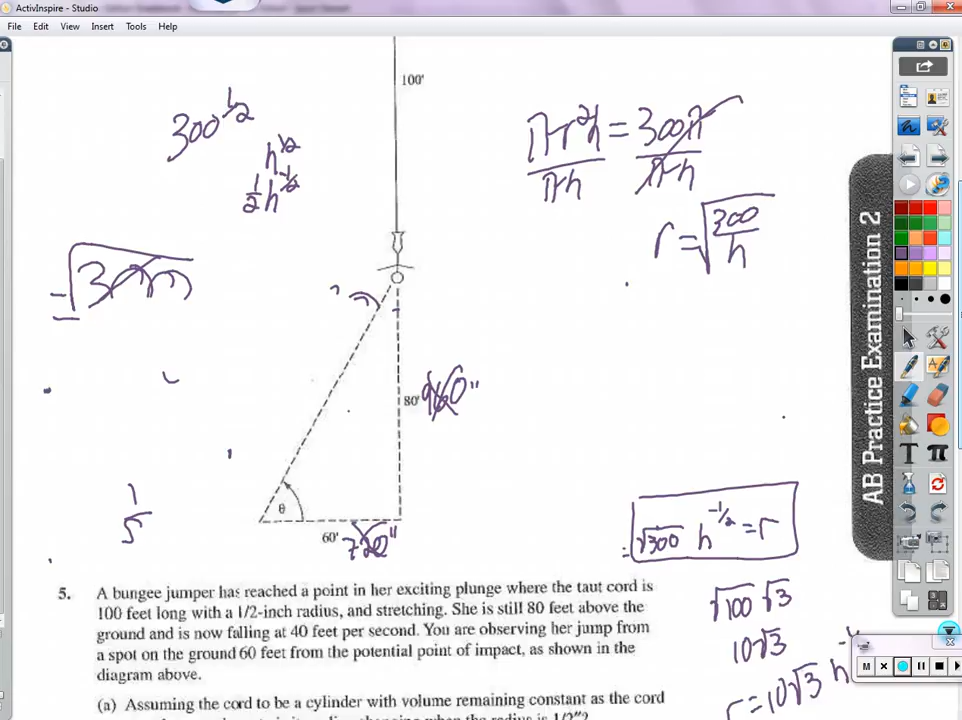 ActivInspire - Studio
File Edit View Insert Tools Help
100'
300^1/2
h^1/2
1/2 h^-1/2
πr²h = 300π
πh πh
r = √300/h
80'
θ
60'
720"
1/5
√300 h^-1/2 = r
√100 √3
10√3
r = 10√3 h
AB Practice Examination 2
5. A bungee jumper has reached a point in her exciting plunge where the taut cord is
100 feet long with a 1/2-inch radius, and stretching. She is still 80 feet above the
ground and is now falling at 40 feet per second. You are observing her jump from
a spot on the ground 60 feet from the potential point of impact, as shown in the
diagram above.
(a) Assuming the cord to be a cylinder with volume remaining constant as the cord